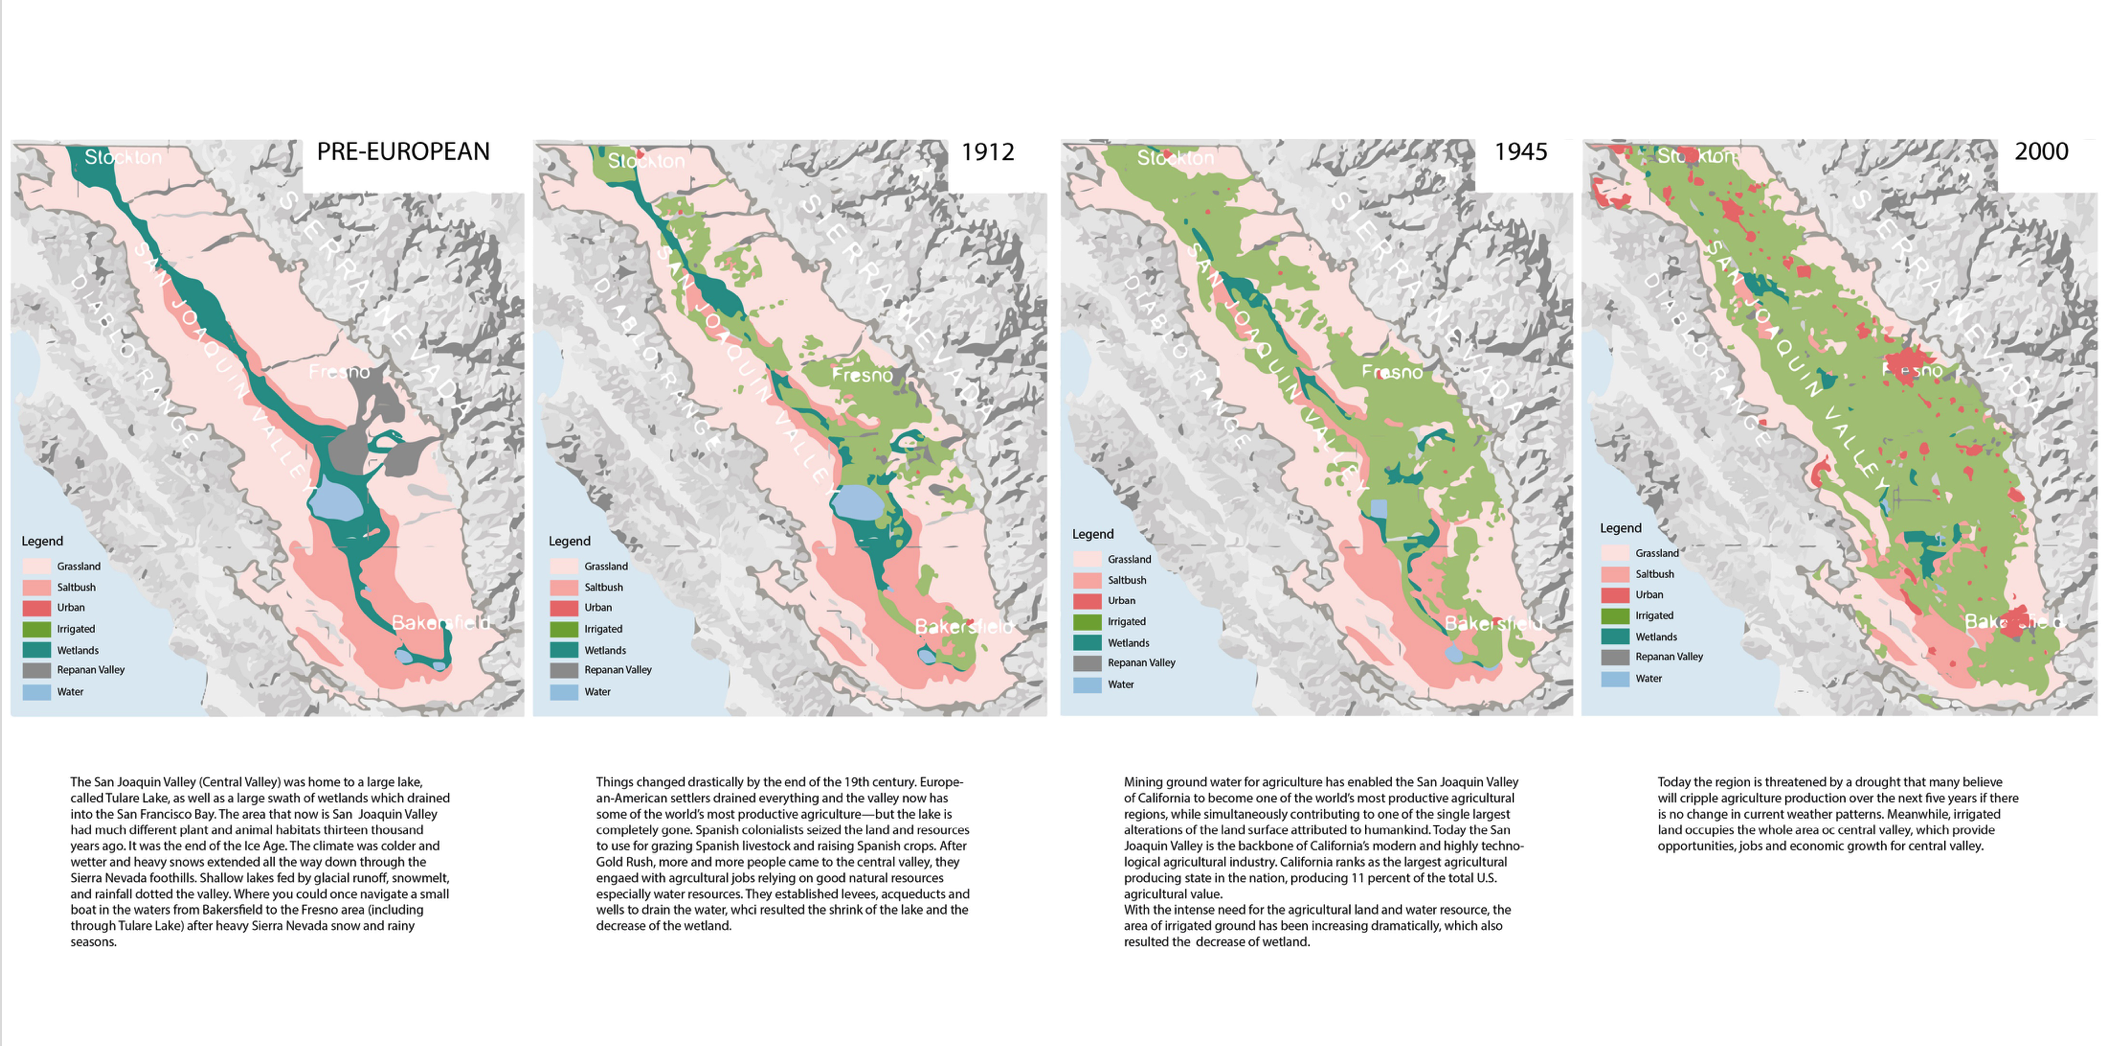 PRE-EUROPEAN
Stockton
SIERRA NEVADA
SAN JOAQUIN VALLEY
DIABLO RANGE
Fresno
Bakersfield
Legend
Grassland
Saltbush
Urban
Irrigated
Wetlands
Repanan Valley
Water
The San Joaquin Valley (Central Valley) was home to a large lake,
called Tulare Lake, as well as a large swath of wetlands which drained
into the San Francisco Bay. The area that now is San Joaquin Valley
had much different plant and animal habitats thirteen thousand
years ago. It was the end of the Ice Age. The climate was colder and
wetter and heavy snows extended all the way down through the
Sierra Nevada foothills. Shallow lakes fed by glacial runoff, snowmelt,
and rainfall dotted the valley. Where you could once navigate a small
boat in the waters from Bakersfield to the Fresno area (including
through Tulare Lake) after heavy Sierra Nevada snow and rainy
seasons.
1912
Stockton
SIERRA NEVADA
SAN JOAQUIN VALLEY
DIABLO RANGE
Fresno
Bakersfield
Legend
Grassland
Saltbush
Urban
Irrigated
Wetlands
Repanan Valley
Water
Things changed drastically by the end of the 19th century. Europe-
an-American settlers drained everything and the valley now has
some of the world's most productive agriculture—but the lake is
completely gone. Spanish colonialists seized the land and resources
to use for grazing Spanish livestock and raising Spanish crops. After
Gold Rush, more and more people came to the central valley, they
engaed with agrcultural jobs relying on good natural resources
especially water resources. They established levees, acqueducts and
wells to drain the water, whci resulted the shrink of the lake and the
decrease of the wetland.
1945
Stockton
SIERRA NEVADA
SAN JOAQUIN VALLEY
DIABLO RANGE
Fresno
Bakersfield
Legend
Grassland
Saltbush
Urban
Irrigated
Wetlands
Repanan Valley
Water
Mining ground water for agriculture has enabled the San Joaquin Valley
of California to become one of the world's most productive agricultural
regions, while simultaneously contributing to one of the single largest
alterations of the land surface attributed to humankind. Today the San
Joaquin Valley is the backbone of California's modern and highly techno-
logical agricultural industry. California ranks as the largest agricultural
producing state in the nation, producing 11 percent of the total U.S.
agricultural value.
With the intense need for the agricultural land and water resource, the
area of irrigated ground has been increasing dramatically, which also
resulted the decrease of wetland.
2000
Stockton
SIERRA NEVADA
SAN JOAQUIN VALLEY
DIABLO RANGE
Fresno
Bakersfield
Legend
Grassland
Saltbush
Urban
Irrigated
Wetlands
Repanan Valley
Water
Today the region is threatened by a drought that many believe
will cripple agriculture production over the next five years if there
is no change in current weather patterns. Meanwhile, irrigated
land occupies the whole area oc central valley, which provide
opportunities, jobs and economic growth for central valley.